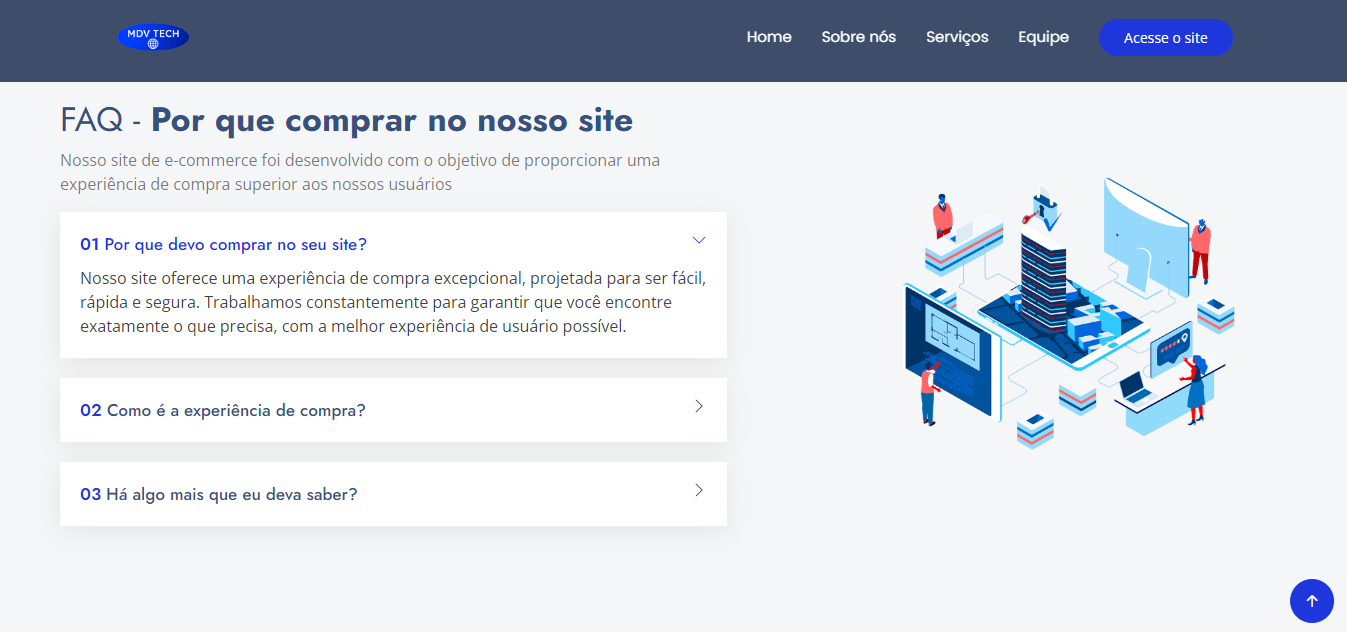 MDV TECH
Home Sobre nós Serviços Equipe Acesse o site
FAQ - Por que comprar no nosso site
Nosso site de e-commerce foi desenvolvido com o objetivo de proporcionar uma
experiência de compra superior aos nossos usuários
01 Por que devo comprar no seu site?
Nosso site oferece uma experiência de compra excepcional, projetada para ser fácil,
rápida e segura. Trabalhamos constantemente para garantir que você encontre
exatamente o que precisa, com a melhor experiência de usuário possível.
02 Como é a experiência de compra?
03 Há algo mais que eu deva saber?